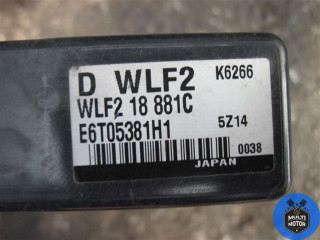 D WLF2 K6266
WLF2 18 881C
E6T05381H1 5Z14
0038
JAPAN
MULTI
MOTOR